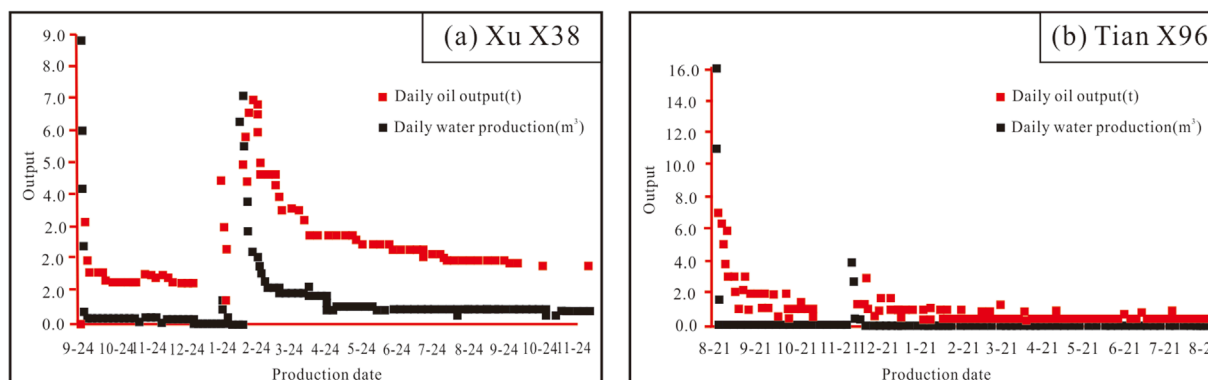 (a) Xu X38
9.0
8.0
7.0
6.0
5.0
4.0
2.0
2.0
2.0
0.0
Output
Daily oil output(t)
Daily water production(m³)
9-24 10-24 11-24 12-24 1-24 2-24 3-24 4-24 5-24 6-24 7-24 8-24 9-24 10-24 11-24
Production date
(b) Tian X96
16.0
14.0
12.0
10.0
8.0
6.0
4.0
2.0
0.0
Output
Daily oil output(t)
Daily water production(m³)
8-21 9-21 10-21 11-21 12-21 1-21 2-21 3-21 4-21 5-21 6-21 7-21 8-2
Production date